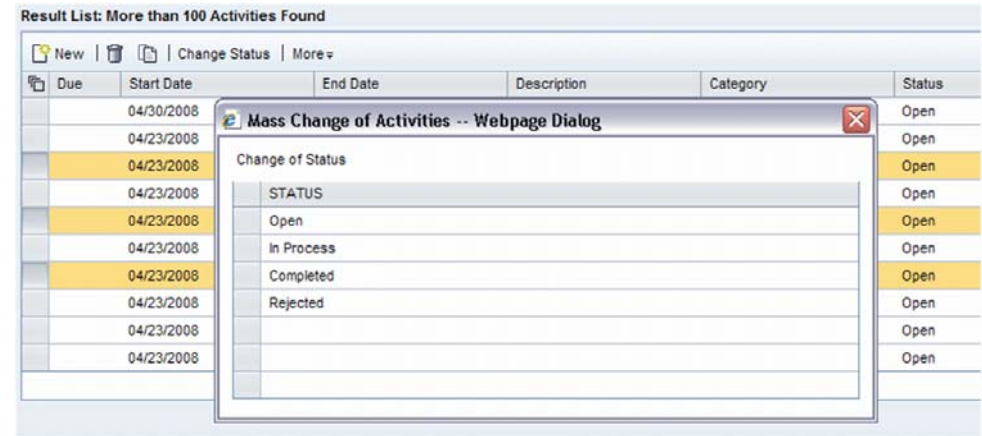 Result List: More than 100 Activities Found
New | | Change Status | More
Due Start Date End Date Description Category Status
04/30/2008 Open
Mass Change of Activities -- Webpage Dialog
04/23/2008 Open
Change of Status
04/23/2008 Open
STATUS
04/23/2008 Open
Open
04/23/2008 Open
In Process
04/23/2008 Open
Completed
04/23/2008 Open
Rejected
04/23/2008 Open
04/23/2008 Open
04/23/2008 Open